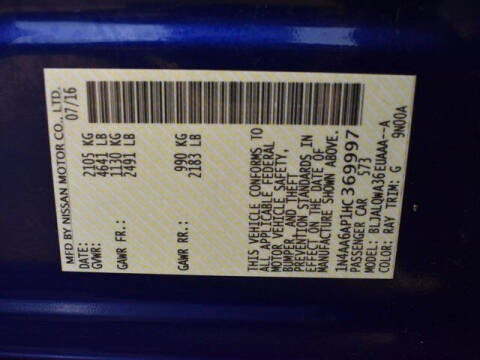 MFD BY NISSAN MOTOR CO., LTD.
DATE: 07/16
GVWR: 2105 KG
4641 LB
GAWR FR.: 1130 KG
2491 LB
GAWR RR.: 990 KG
2183 LB
THIS VEHICLE CONFORMS TO
ALL APPLICABLE FEDERAL
MOTOR VEHICLE SAFETY,
BUMPER, AND THEFT
PREVENTION STANDARDS IN
EFFECT ON THE DATE OF
MANUFACTURE SHOWN ABOVE.
1N4AA6AP1HC369997
PASSENGER CAR 573
MODEL: BIJALQWA36EUAAA--A
COLOR: RAY TRIM: G 9N00A